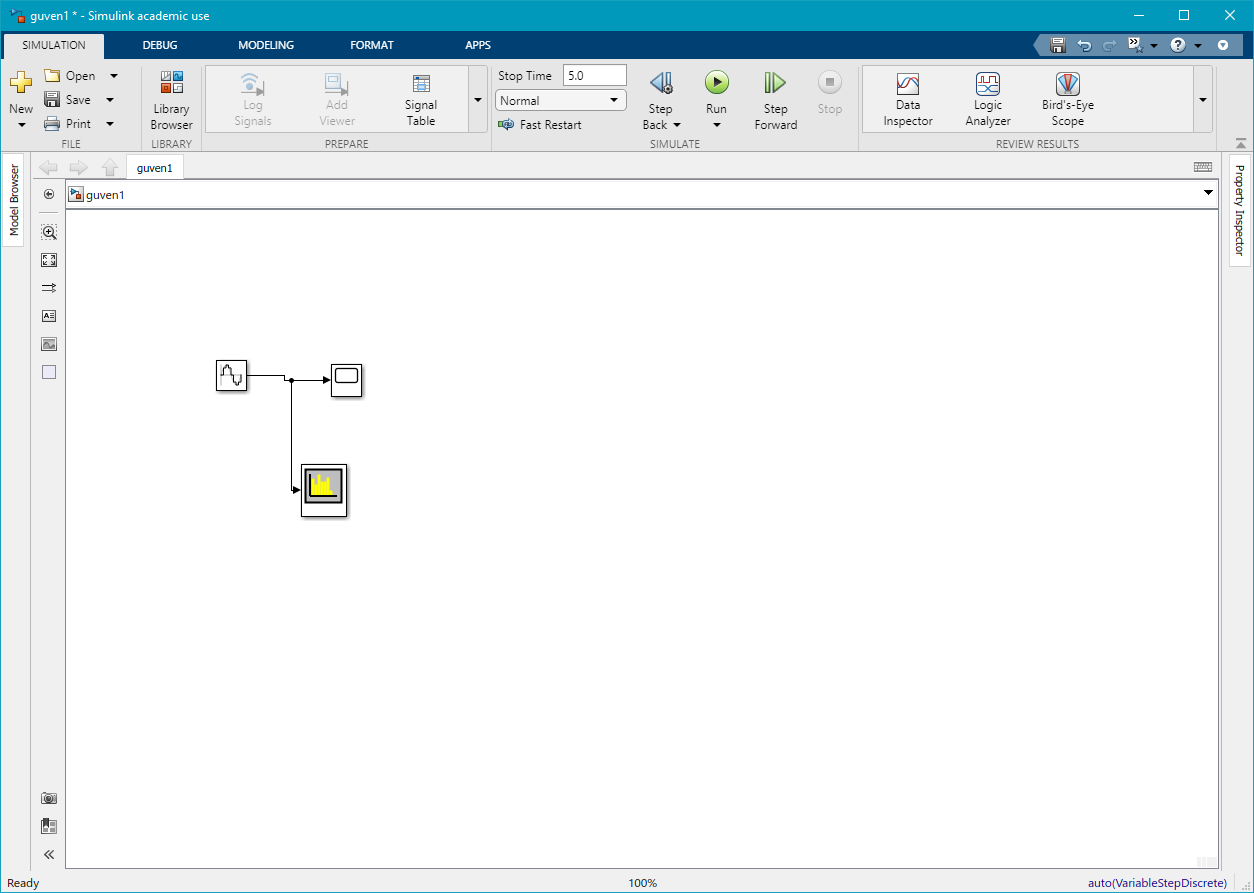 guven1 * - Simulink academic use
SIMULATION DEBUG MODELING FORMAT APPS
New
Open
Save
Print
FILE
Library
Browser
LIBRARY
Log
Signals
Add
Viewer
Signal
Table
PREPARE
Stop Time 5.0
Normal
Fast Restart
Step
Back
Run
Step
Forward
Stop
SIMULATE
Data
Inspector
Logic
Analyzer
Bird's-Eye
Scope
REVIEW RESULTS
Model Browser
guven1
guven1
Property Inspector
Ready 100% auto(VariableStepDiscrete)